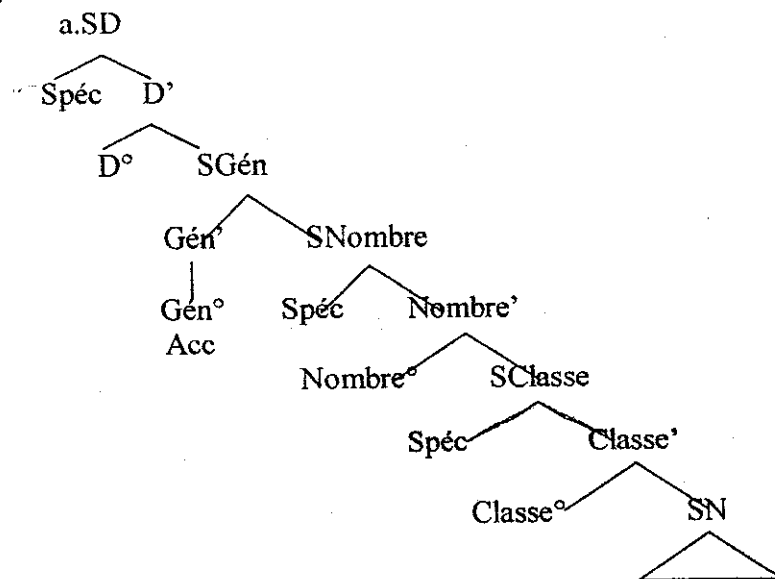 a.SD
Spéc D’
D° SGén
Gén’ SNombre
Gén° Spéc Nombre’
Acc
Nombre° SClasse
Spéc Classe’
Classe° SN